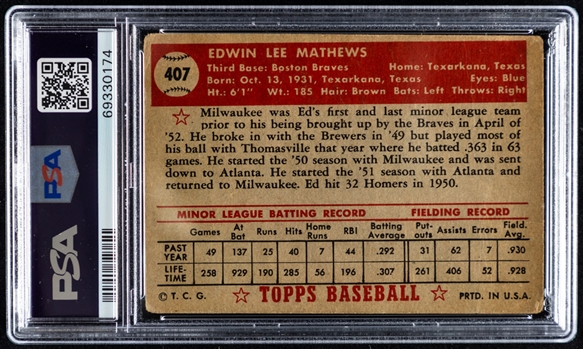 69330174
PSA
PSA
407
EDWIN LEE MATHEWS
Third Base: Boston Braves Home: Texarkana, Texas
Born: Oct. 13, 1931, Texarkana, Texas Eyes: Blue
Ht.: 6'1" Wt.: 185 Hair: Brown Bats: Left Throws: Right
Milwaukee was Ed's first and last minor league team
prior to his being brought up by the Braves in April of
'52. He broke in with the Brewers in '49 but played most of
his ball with Thomasville that year where he batted .363 in 63
games. He started the '50 season with Milwaukee and was sent
down to Atlanta. He started the '51 season with Atlanta and
returned to Milwaukee. Ed hit 32 Homers in 1950.
MINOR LEAGUE BATTING RECORD FIELDING RECORD
Games At Bat Runs Hits Home Runs RBI Batting Average Put-outs Assists Errors Field. Avg.
PAST YEAR 49 137 25 40 7 44 .292 31 62 7 .930
LIFE-TIME 258 929 190 285 56 196 .307 261 406 52 .928
© T.C.G. TOPPS BASEBALL PRTD. IN U.S.A.